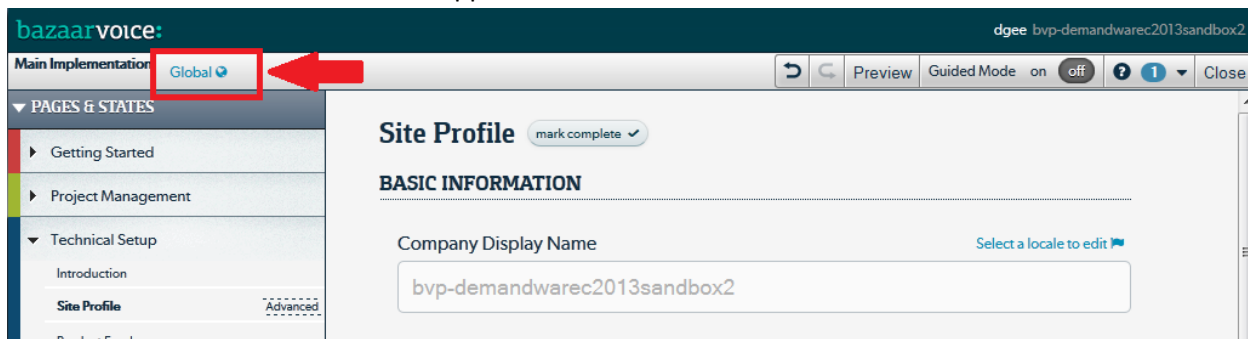 bazaarvoice:
dgee bvp-demandwarec2013sandbox2
Main Implementation Global
Preview Guided Mode on off ? 1 Close
PAGES & STATES
Getting Started
Project Management
Technical Setup
Introduction
Site Profile Advanced
Site Profile mark complete ✓
BASIC INFORMATION
Company Display Name Select a locale to edit
bvp-demandwarec2013sandbox2